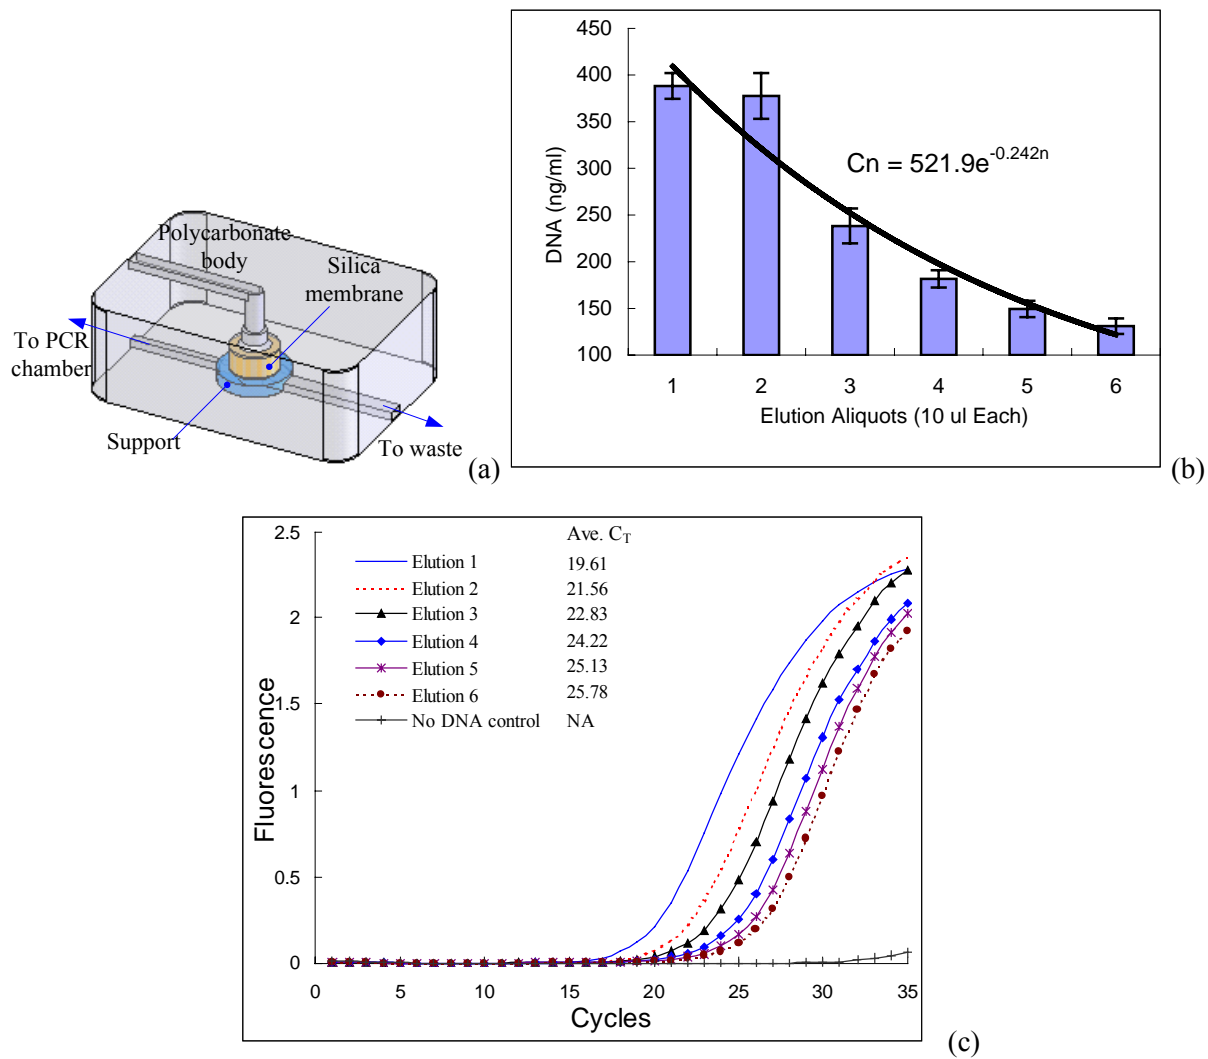 Polycarbonate
body
Silica
membrane
To PCR
chamber
Support
To waste
(a)
450
400
350
300
250
200
150
100
DNA (ng/ml)
Cn = 521.9e^-0.242n
1 2 3 4 5 6
Elution Aliquots (10 ul Each)
(b)
Ave. C_T
Elution 1 19.61
Elution 2 21.56
Elution 3 22.83
Elution 4 24.22
Elution 5 25.13
Elution 6 25.78
No DNA control NA
2.5
2
1.5
1
0.5
0
Fluorescence
0 5 10 15 20 25 30 35
Cycles
(c)